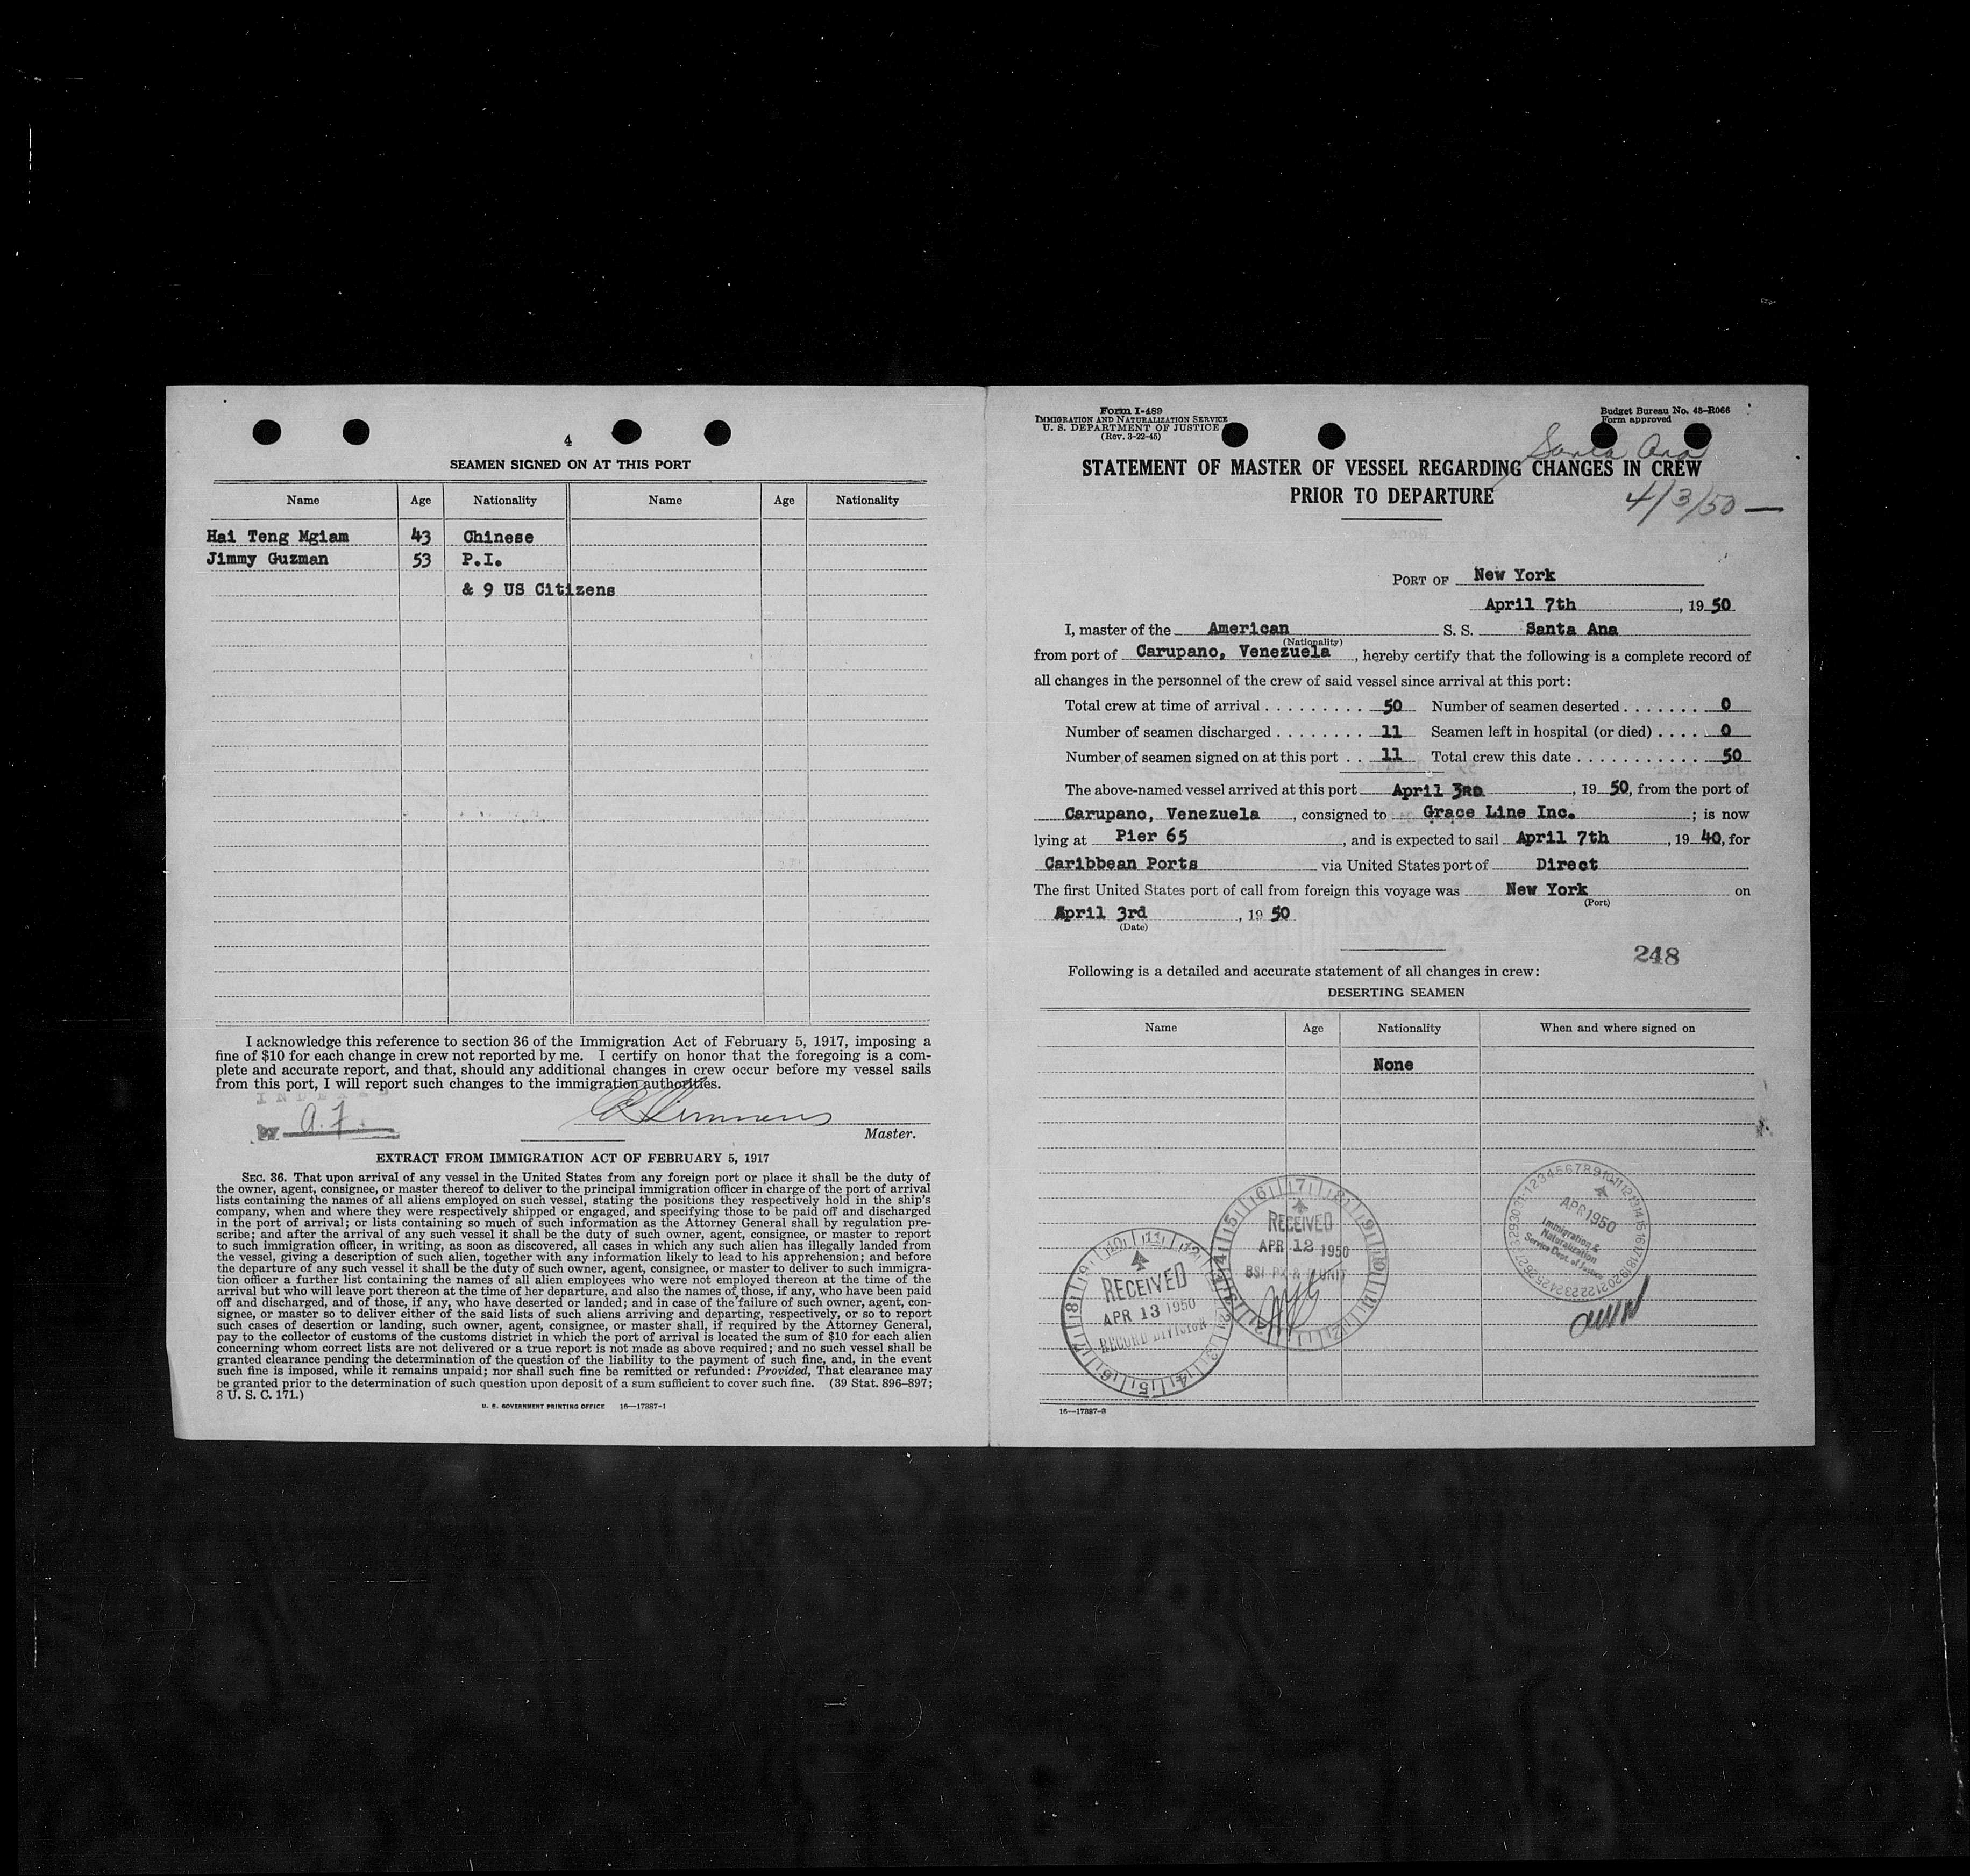 4
SEAMEN SIGNED ON AT THIS PORT
Name Age Nationality Name Age Nationality
Hai Teng Mgiam 43 Chinese
Jimmy Guzman 53 P.I.
& 9 US Citizens
I acknowledge this reference to section 36 of the Immigration Act of February 5, 1917, imposing a
fine of $10 for each change in crew not reported by me. I certify on honor that the foregoing is a com-
plete and accurate report, and that, should any additional changes in crew occur before my vessel sails
from this port, I will report such changes to the immigration authorities.
by a.f.
Master.
EXTRACT FROM IMMIGRATION ACT OF FEBRUARY 5, 1917
SEC. 36. That upon arrival of any vessel in the United States from any foreign port or place it shall be the duty of
the owner, agent, consignee, or master thereof to deliver to the principal immigration officer in charge of the port of arrival
lists containing the names of all aliens employed on such vessel, stating the positions they respectively hold in the ship's
company, when and where they were respectively shipped or engaged, and specifying those to be paid off and discharged
in the port of arrival; or lists containing so much of such information as the Attorney General shall by regulation pre-
scribe; and after the arrival of any such vessel it shall be the duty of such owner, agent, consignee, or master to report
to such immigration officer, in writing, as soon as discovered, all cases in which any such alien has illegally landed from
the vessel, giving a description of such alien, together with any information likely to lead to his apprehension; and before
the departure of any such vessel it shall be the duty of such owner, agent, consignee, or master to deliver to such immigra-
tion officer a further list containing the names of all alien employees who were not employed thereon at the time of the
arrival but who will leave port thereon at the time of her departure, and also the names of those, if any, who have been paid
off and discharged, and of those, if any, who have deserted or landed; and in case of the failure of such owner, agent, con-
signee, or master so to deliver either of the said lists of such aliens arriving and departing, respectively, or so to report
such cases of desertion or landing, such owner, agent, consignee, or master shall, if required by the Attorney General,
pay to the collector of customs of the customs district in which the port of arrival is located the sum of $10 for each alien
concerning whom correct lists are not delivered or a true report is not made as above required; and no such vessel shall be
granted clearance pending the determination of the question of the liability to the payment of such fine, and, in the event
such fine is imposed, while it remains unpaid; nor shall such fine be remitted or refunded: Provided, That clearance may
be granted prior to the determination of such question upon deposit of a sum sufficient to cover such fine. (39 Stat. 896–897;
8 U. S. C. 171.)
U. S. GOVERNMENT PRINTING OFFICE 16—17887-1
Form I-489
IMMIGRATION AND NATURALIZATION SERVICE
U. S. DEPARTMENT OF JUSTICE
(Rev. 3-22-45)
Budget Bureau No. 43–R066
Form approved
Santa Ana
STATEMENT OF MASTER OF VESSEL REGARDING CHANGES IN CREW
PRIOR TO DEPARTURE
4/3/50 —
PORT OF New York
April 7th, 19 50
I, master of the American S. S. Santa Ana
(Nationality)
from port of Carupano, Venezuela, hereby certify that the following is a complete record of
all changes in the personnel of the crew of said vessel since arrival at this port:
Total crew at time of arrival . . . . . . . . . 50 Number of seamen deserted . . . . . . . 0
Number of seamen discharged . . . . . . . . 11 Seamen left in hospital (or died) . . . . 0
Number of seamen signed on at this port . . 11 Total crew this date . . . . . . . . . . . 50
The above-named vessel arrived at this port April 3RD, 19 50, from the port of
Carupano, Venezuela, consigned to Grace Line Inc. ; is now
lying at Pier 65, and is expected to sail April 7th, 19 40, for
Caribbean Ports via United States port of Direct
The first United States port of call from foreign this voyage was New York on
(Port)
April 3rd, 19 50
(Date)
248
Following is a detailed and accurate statement of all changes in crew:
DESERTING SEAMEN
Name Age Nationality When and where signed on
None
RECEIVED
APR 13 1950
RECORD DIVISION
RECEIVED
APR 12 1950
APR 1950
Immigration &
Naturalization
Service Dept. of Justice
16—17887-2